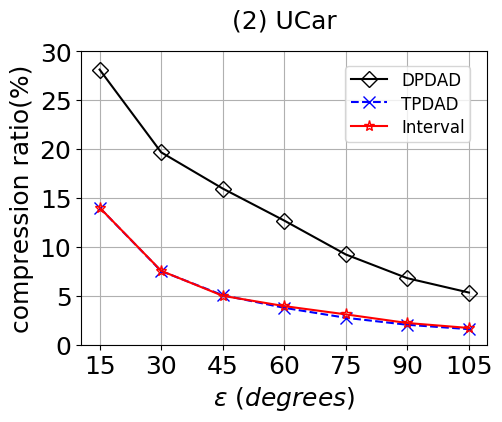 (2) UCar
compression ratio(%)
30
25
20
15
10
5
0
DPDAD
TPDAD
Interval
15 30 45 60 75 90 105
ε (degrees)